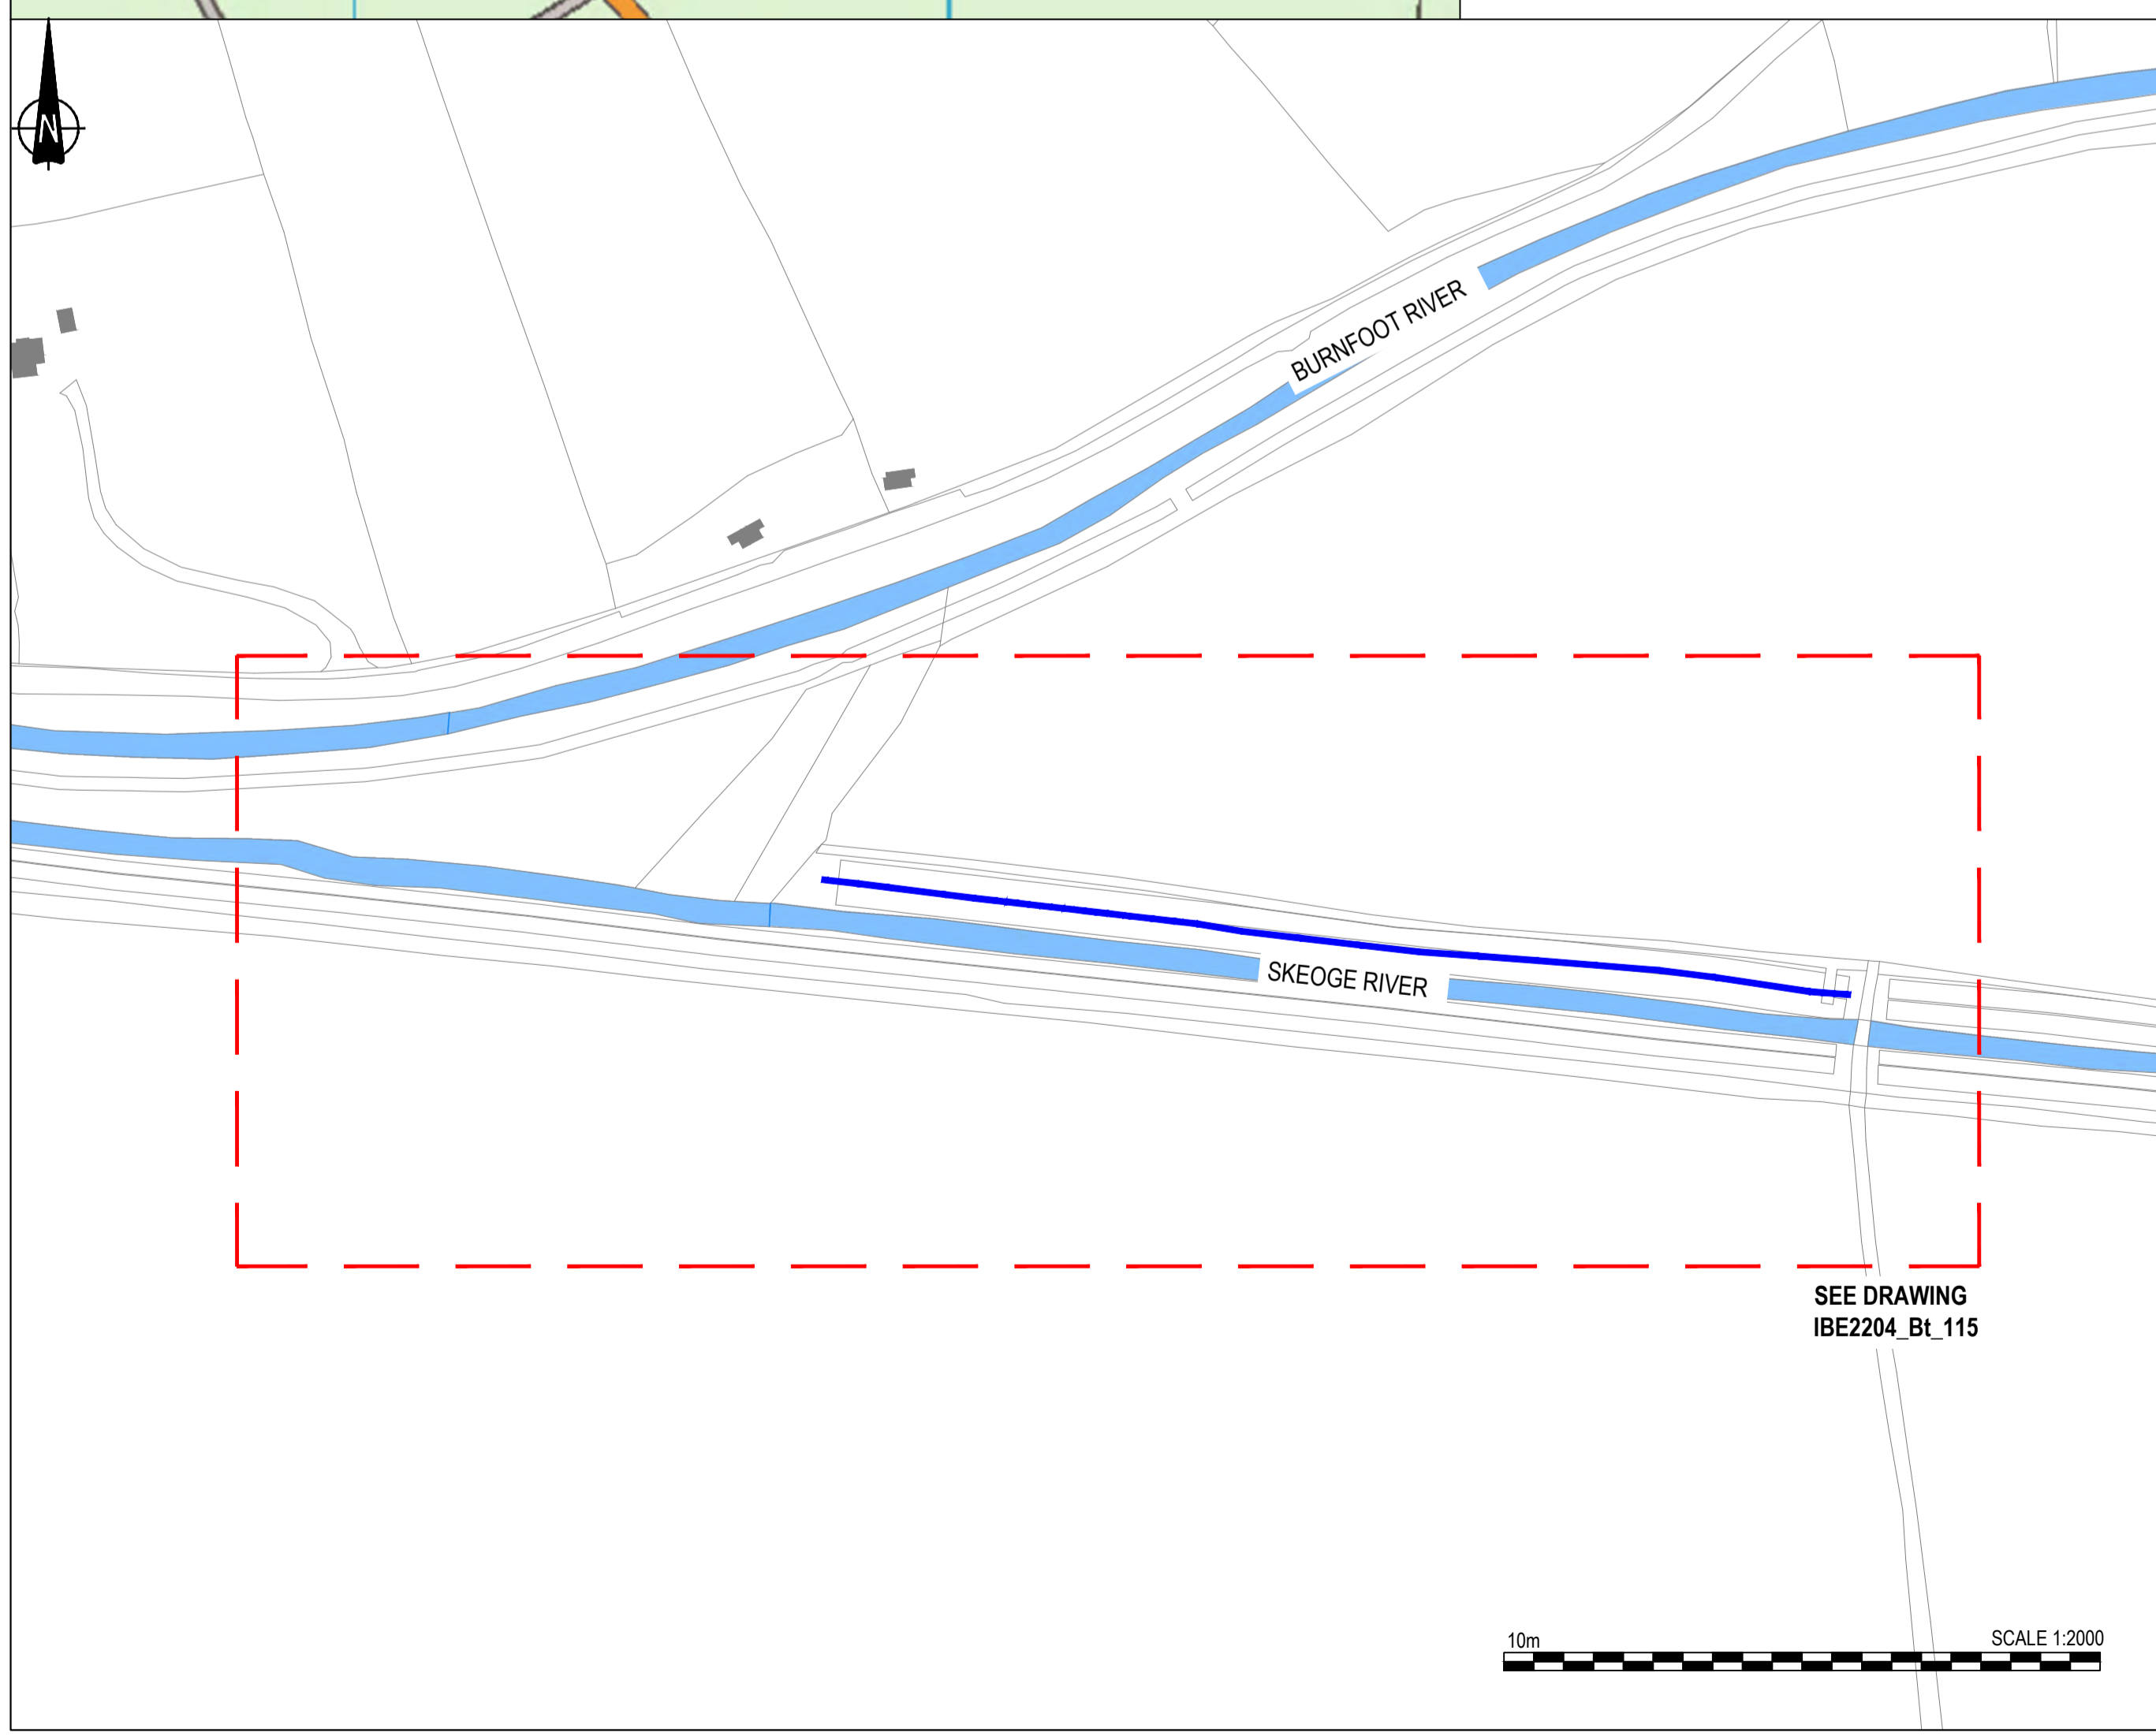 N
BURNFOOT RIVER
SKEOGE RIVER
SEE DRAWING
IBE2204_Bt_115
10m
SCALE 1:2000